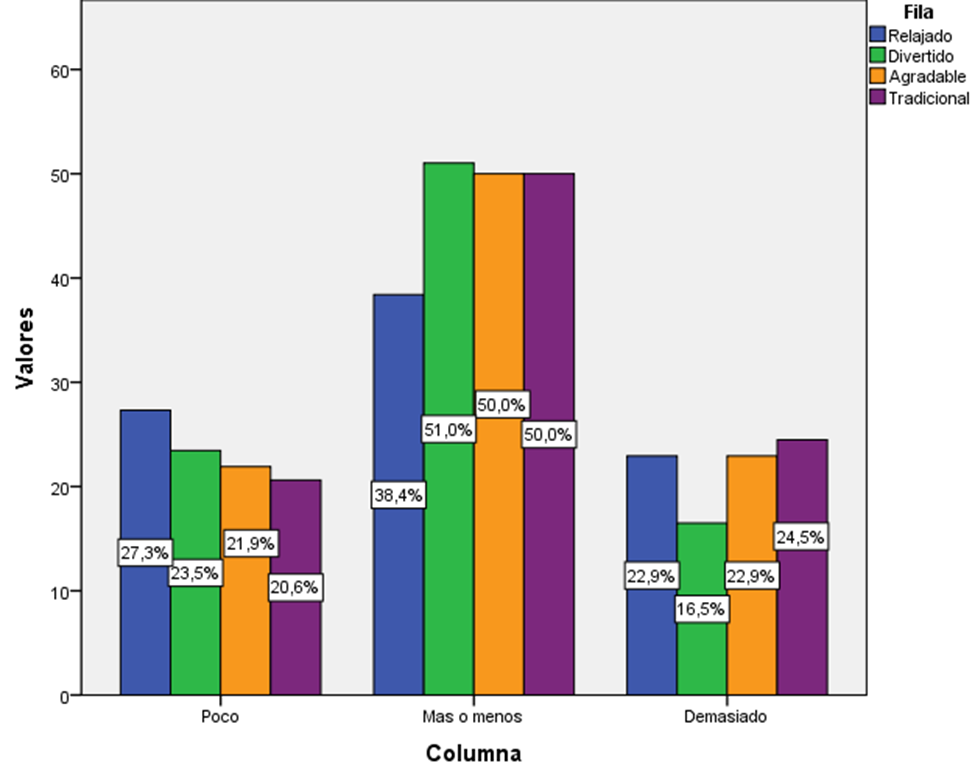 Fila
Relajado
Divertido
Agradable
Tradicional
Valores
60
50
40
30
20
10
0
27,3%
23,5%
21,9%
20,6%
38,4%
51,0%
50,0%
50,0%
22,9%
16,5%
22,9%
24,5%
Poco
Mas o menos
Demasiado
Columna